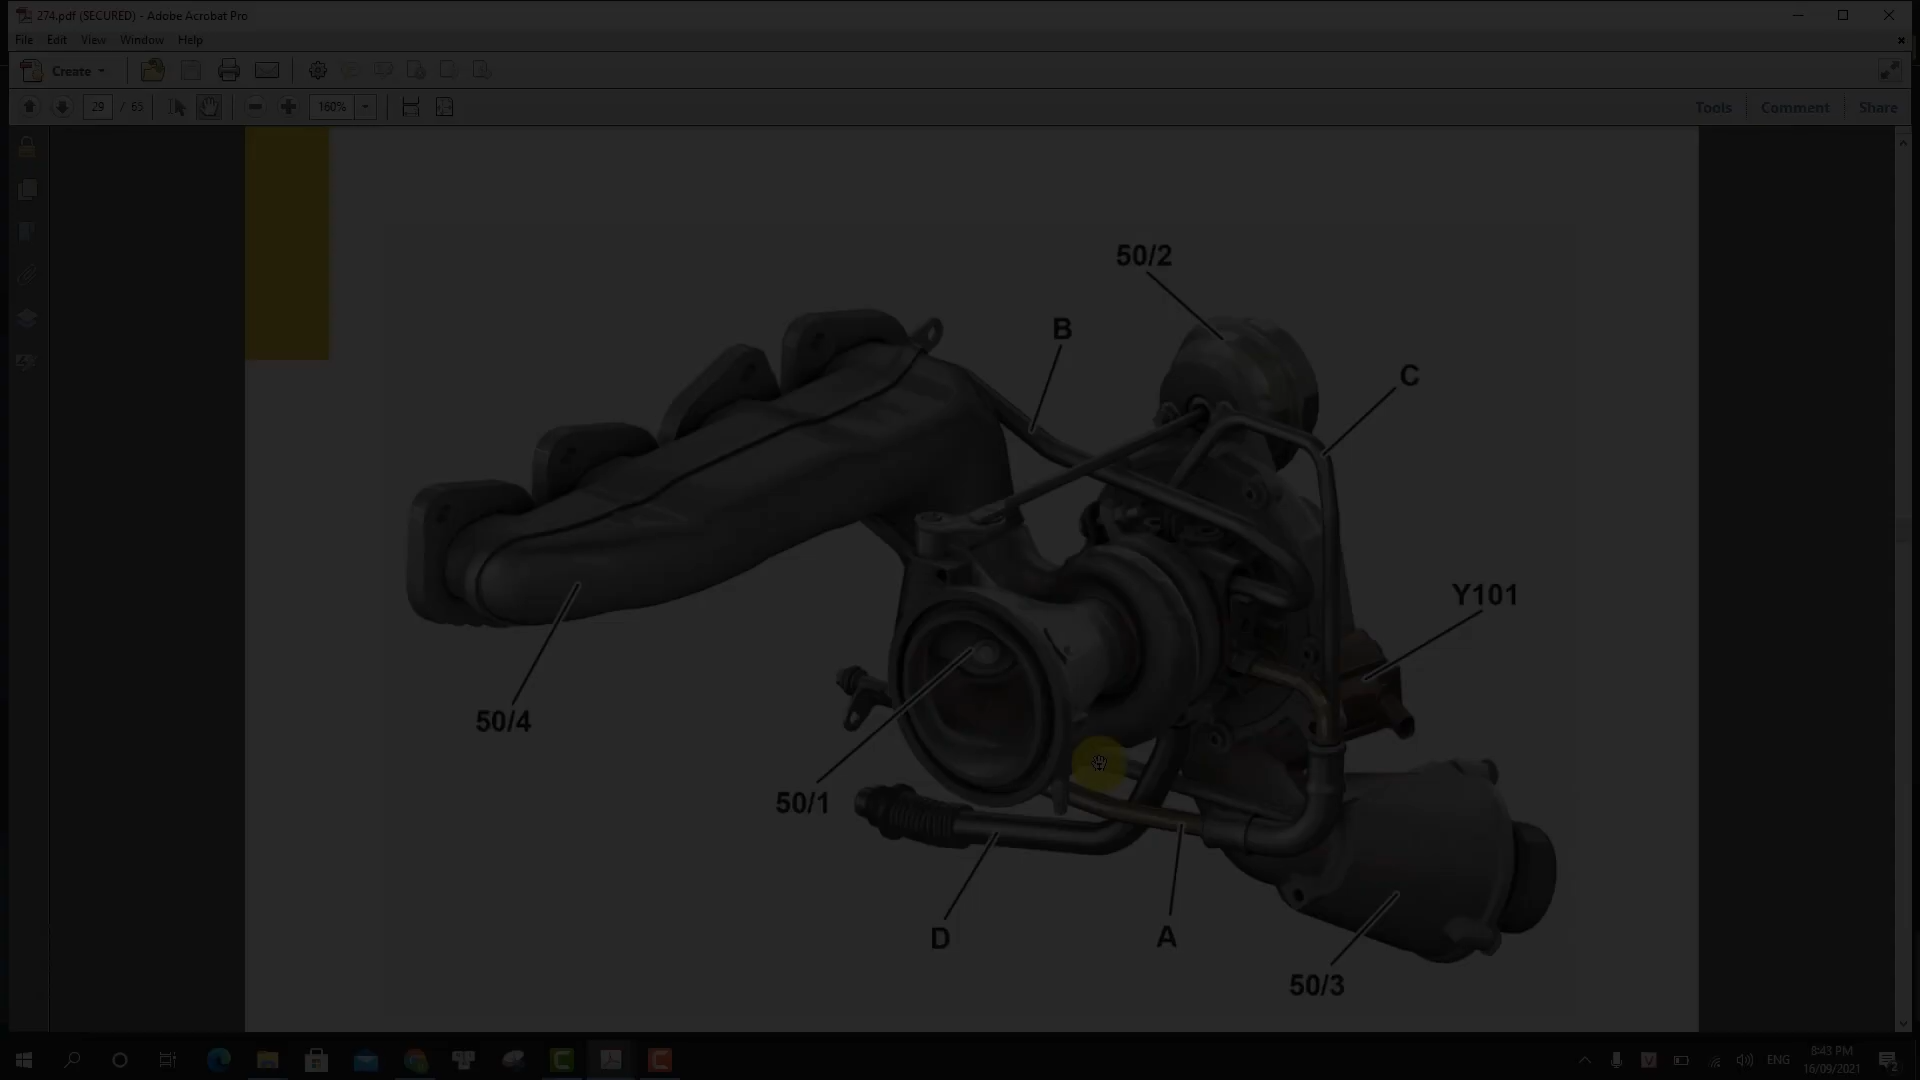 274.pdf (SECURED) - Adobe Acrobat Pro
File Edit View Window Help
Create
29 / 65 160% Tools Comment Share
50/2
B
C
Y101
50/4
50/1
D
A
50/3
ENG
8:43 PM
16/09/2021